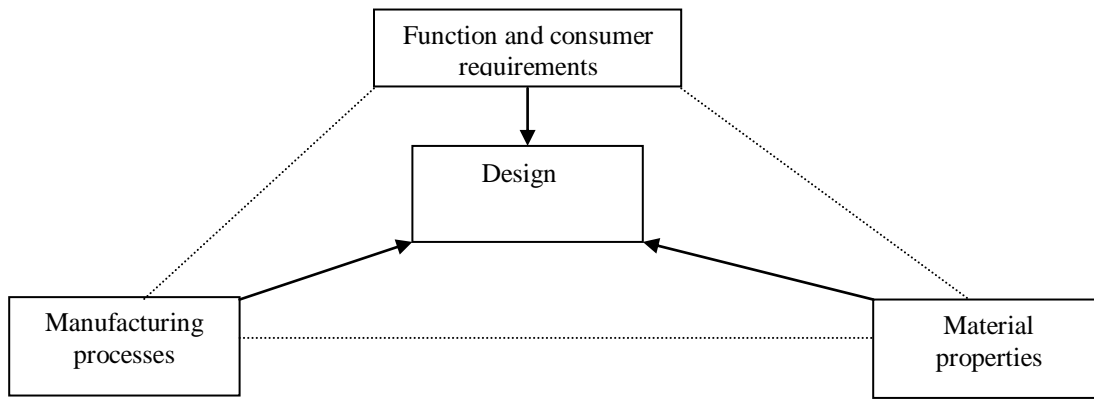 Function and consumer
requirements
Design
Manufacturing
processes
Material
properties